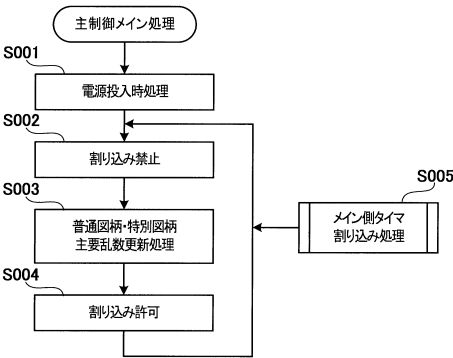 主制御メイン処理
S001
電源投入時処理
S002
割り込み禁止
S003
普通図柄・特別図柄
主要乱数更新処理
S004
割り込み許可
S005
メイン側タイマ
割り込み処理